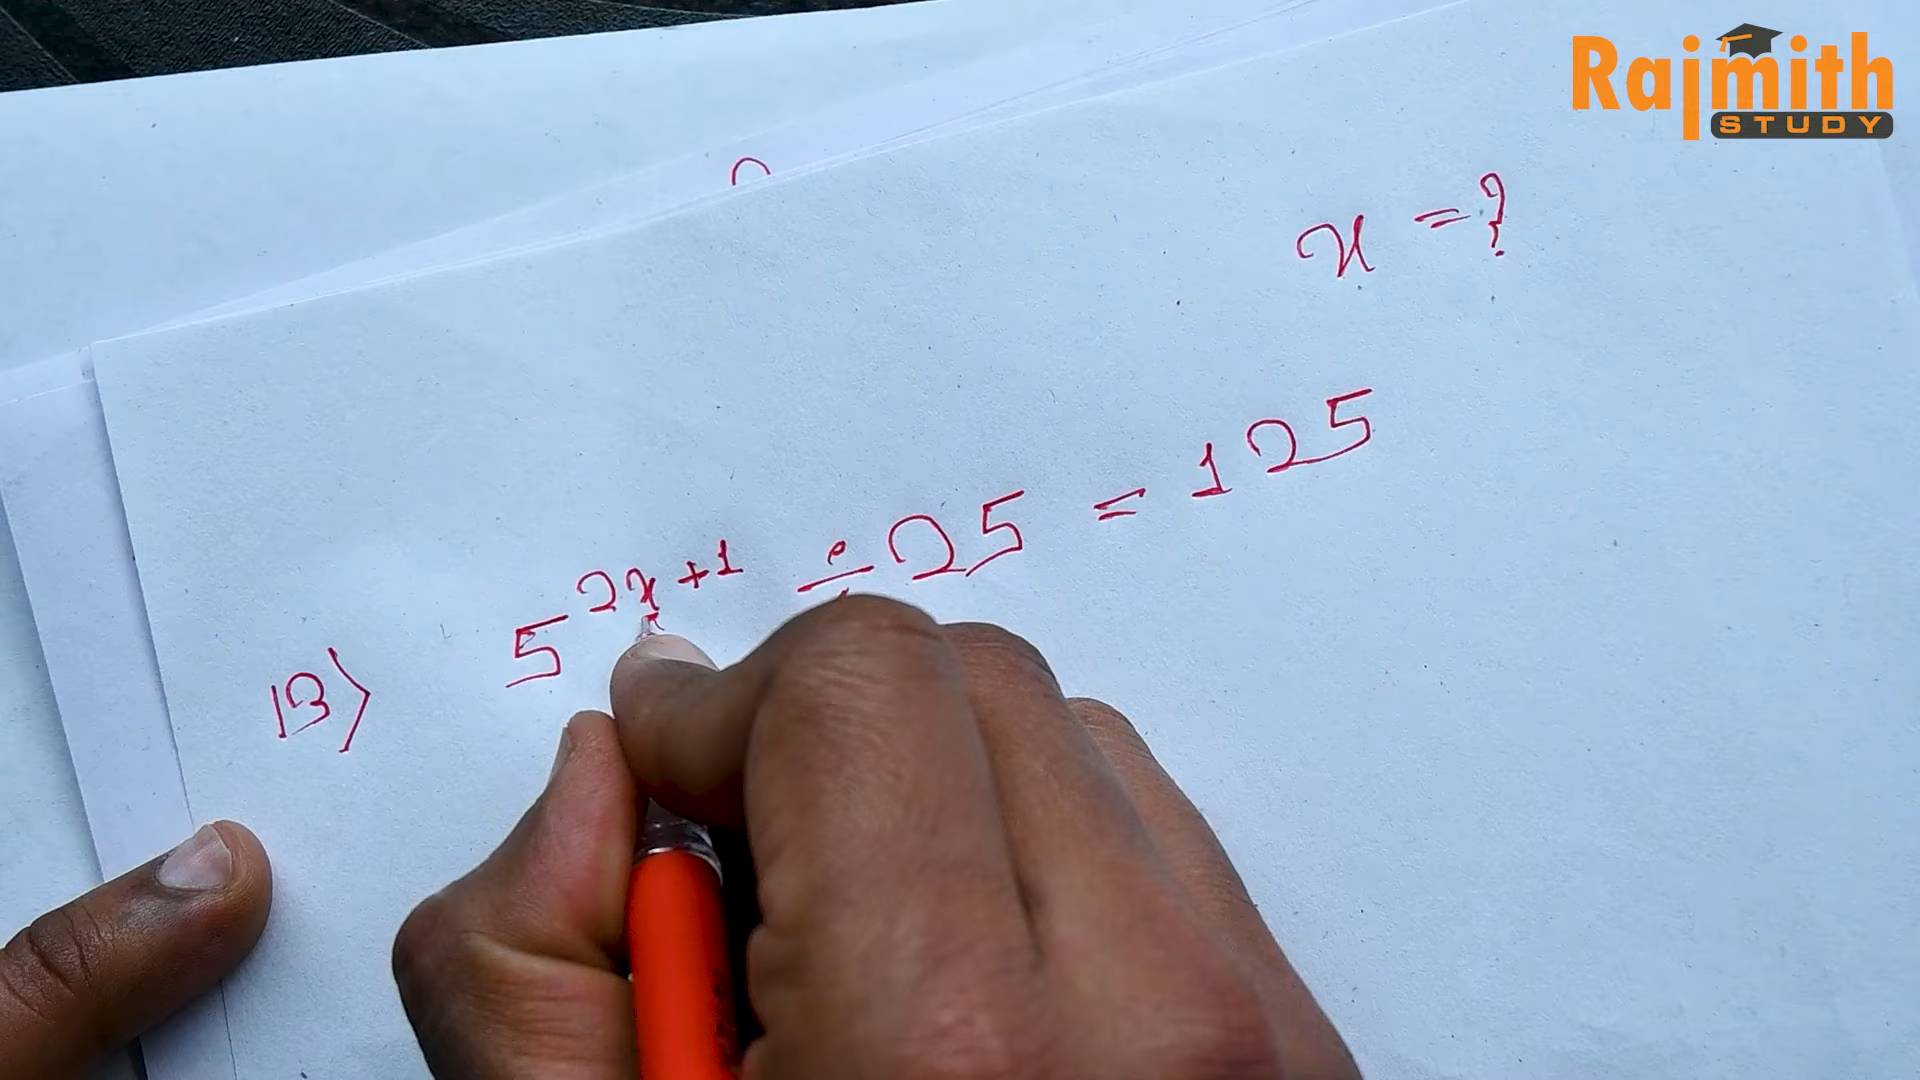 Rajmith
STUDY
x = ?
13) 5^{2x+1} ÷ 25 = 125